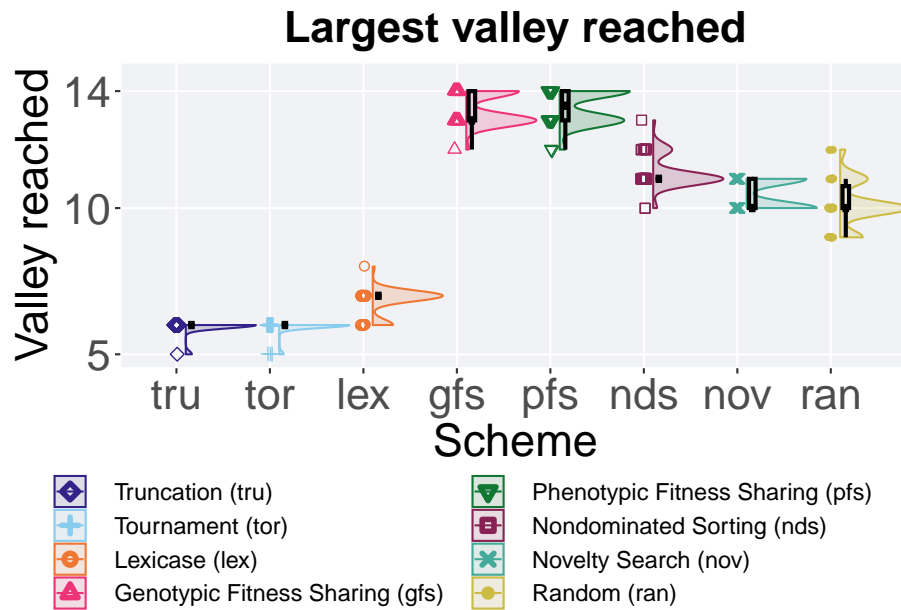 Largest valley reached
Valley reached
14
10
5
tru tor lex gfs pfs nds nov ran
Scheme
Truncation (tru)
Tournament (tor)
Lexicase (lex)
Genotypic Fitness Sharing (gfs)
Phenotypic Fitness Sharing (pfs)
Nondominated Sorting (nds)
Novelty Search (nov)
Random (ran)